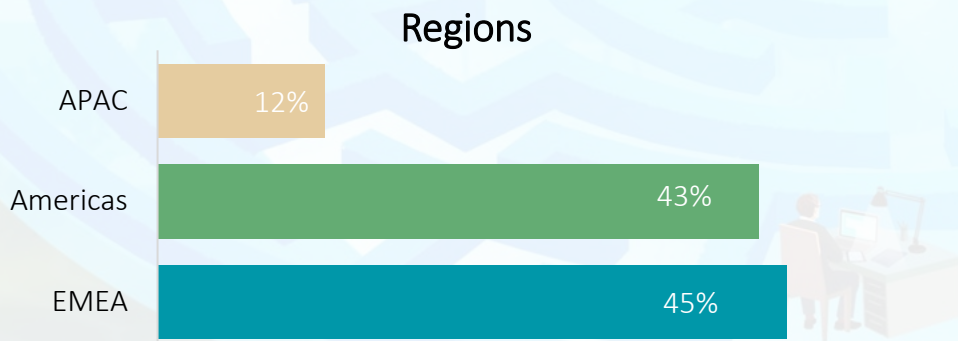 Regions
APAC
12%
Americas
43%
EMEA
45%